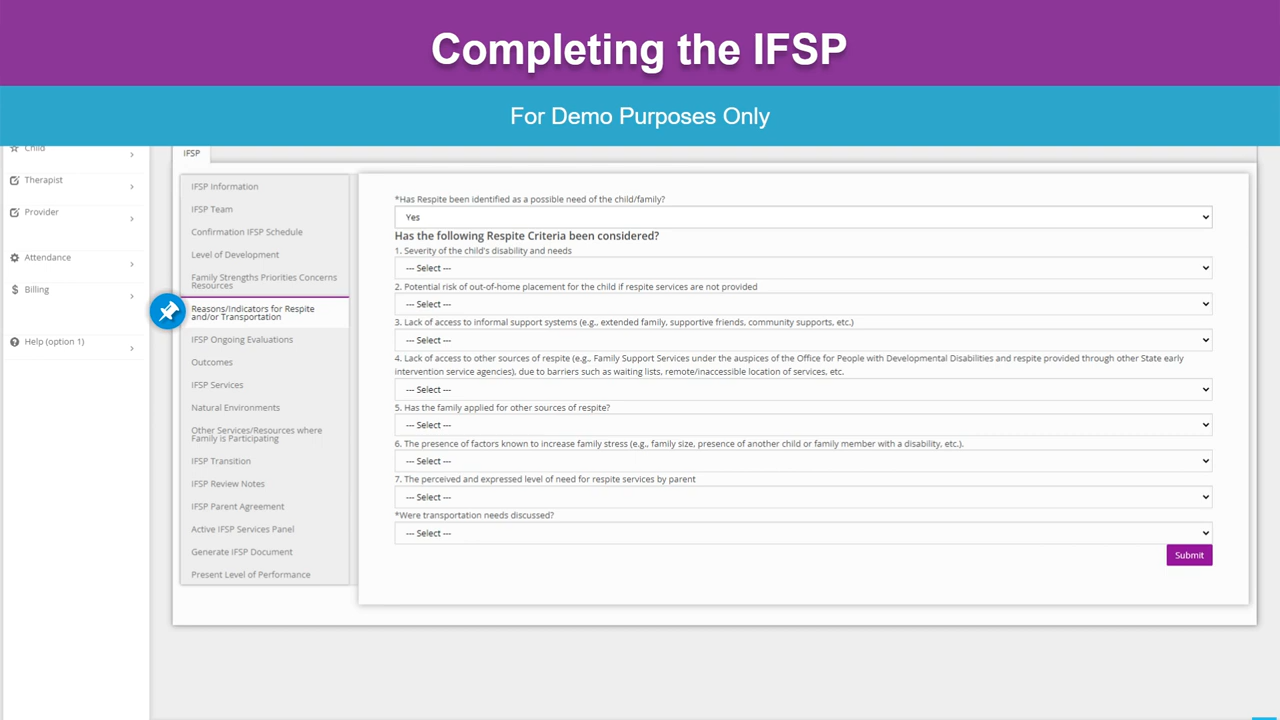 Completing the IFSP
For Demo Purposes Only
Child
Therapist
Provider
Attendance
$ Billing
Help (option 1)
IFSP
IFSP Information
IFSP Team
Confirmation IFSP Schedule
Level of Development
Family Strengths Priorities Concerns
Resources
Reasons/Indicators for Respite
and/or Transportation
IFSP Ongoing Evaluations
Outcomes
IFSP Services
Natural Environments
Other Services/Resources where
Family is Participating
IFSP Transition
IFSP Review Notes
IFSP Parent Agreement
Active IFSP Services Panel
Generate IFSP Document
Present Level of Performance
*Has Respite been identified as a possible need of the child/family?
Yes
Has the following Respite Criteria been considered?
1. Severity of the child's disability and needs
--- Select ---
2. Potential risk of out-of-home placement for the child if respite services are not provided
--- Select ---
3. Lack of access to informal support systems (e.g., extended family, supportive friends, community supports, etc.)
--- Select ---
4. Lack of access to other sources of respite (e.g., Family Support Services under the auspices of the Office for People with Developmental Disabilities and respite provided through other State early
intervention service agencies), due to barriers such as waiting lists, remote/inaccessible location of services, etc.
--- Select ---
5. Has the family applied for other sources of respite?
--- Select ---
6. The presence of factors known to increase family stress (e.g., family size, presence of another child or family member with a disability, etc.).
--- Select ---
7. The perceived and expressed level of need for respite services by parent
--- Select ---
*Were transportation needs discussed?
--- Select ---
Submit